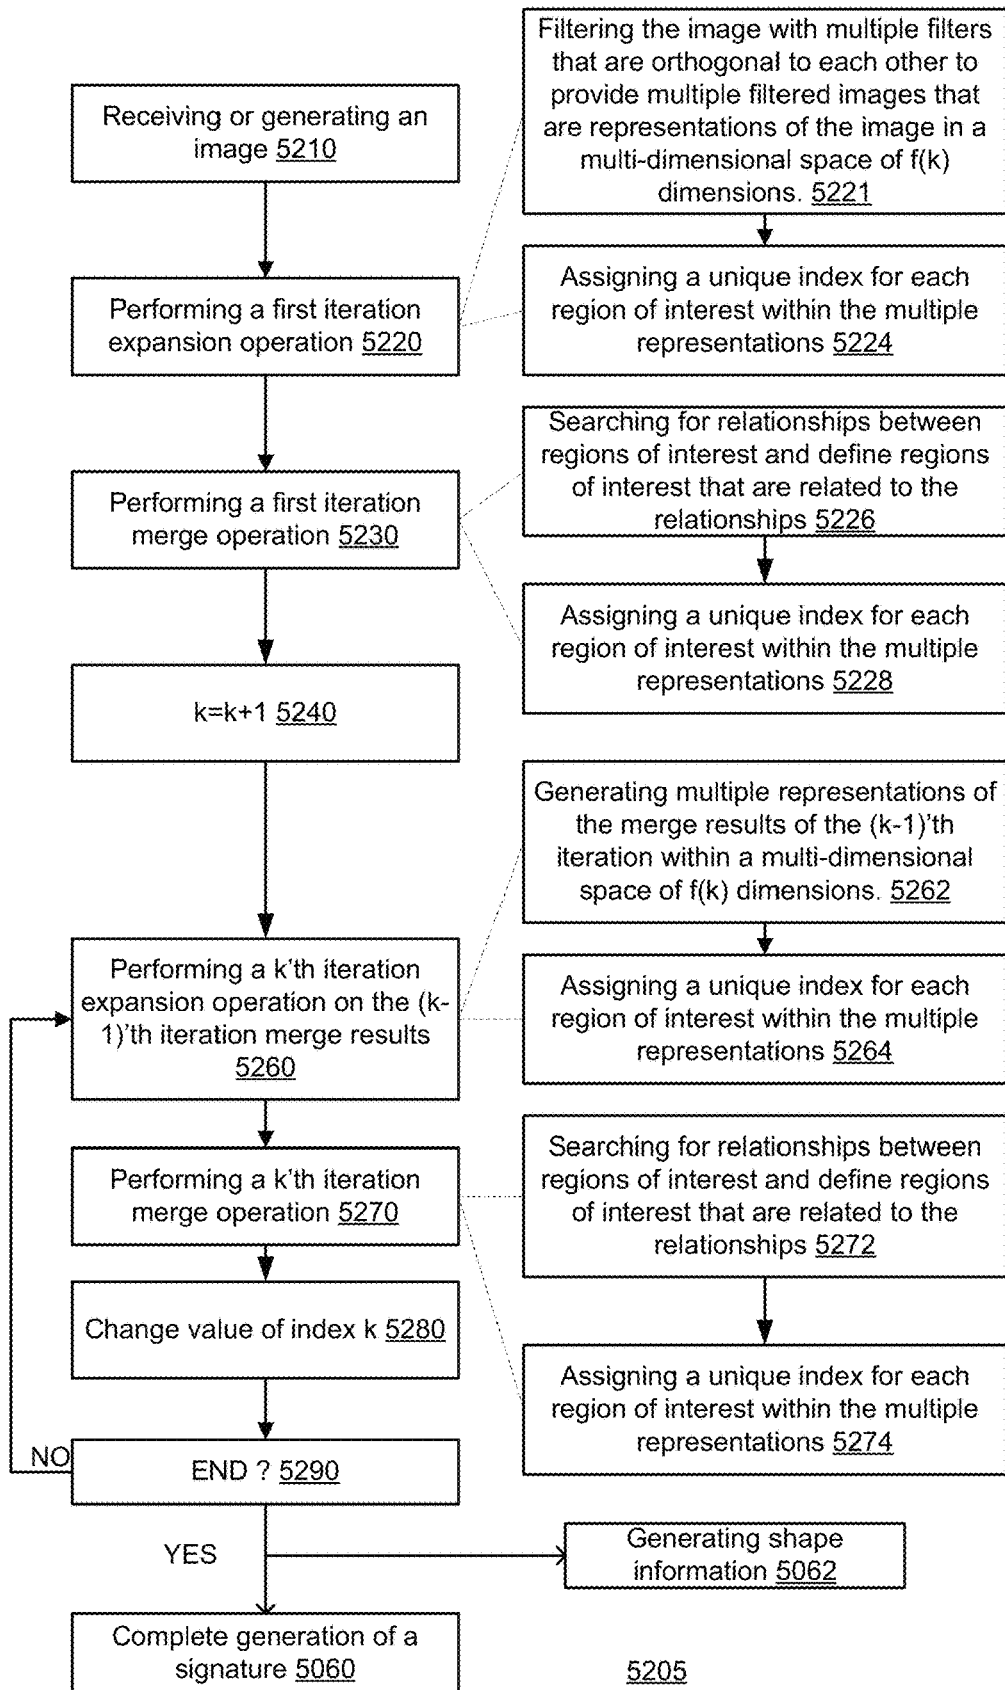 Receiving or generating an
image 5210
Filtering the image with multiple filters
that are orthogonal to each other to
provide multiple filtered images that
are representations of the image in a
multi-dimensional space of f(k)
dimensions. 5221
Performing a first iteration
expansion operation 5220
Assigning a unique index for each
region of interest within the multiple
representations 5224
Performing a first iteration
merge operation 5230
Searching for relationships between
regions of interest and define regions
of interest that are related to the
relationships 5226
Assigning a unique index for each
region of interest within the multiple
representations 5228
k=k+1 5240
Generating multiple representations of
the merge results of the (k-1)'th
iteration within a multi-dimensional
space of f(k) dimensions. 5262
Performing a k'th iteration
expansion operation on the (k-
1)'th iteration merge results
5260
Assigning a unique index for each
region of interest within the multiple
representations 5264
Performing a k'th iteration
merge operation 5270
Searching for relationships between
regions of interest and define regions
of interest that are related to the
relationships 5272
Change value of index k 5280
Assigning a unique index for each
region of interest within the multiple
representations 5274
NO
END ? 5290
YES
Generating shape
information 5062
Complete generation of a
signature 5060
5205